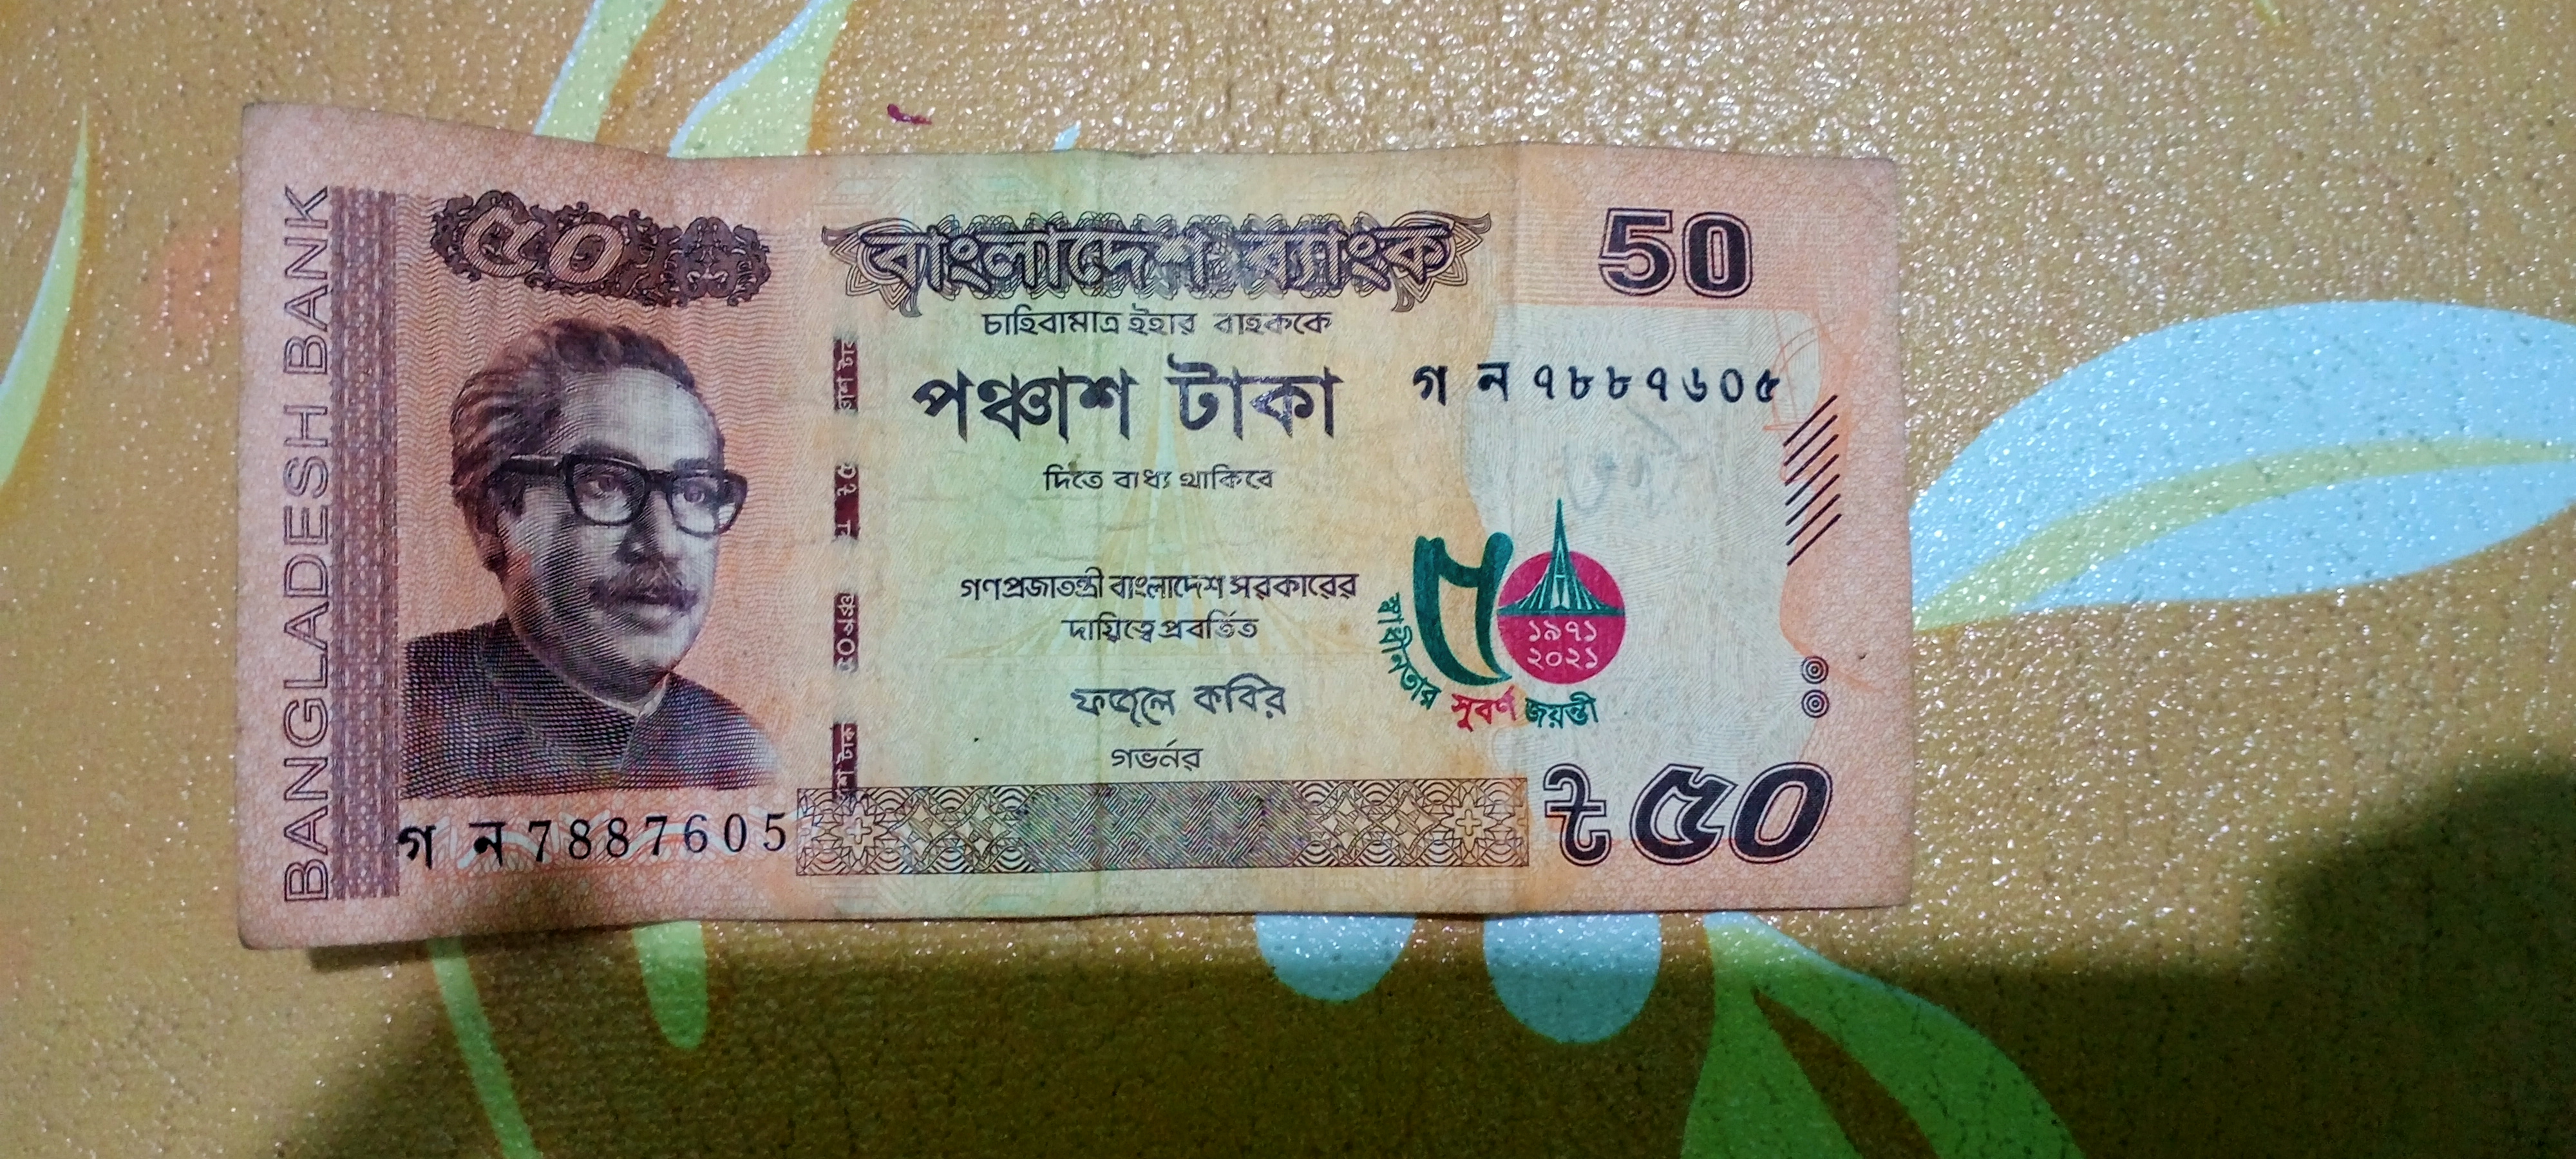 BANGLADESH BANK
৫০
বাংলাদেশ ব্যাংক
50
চাহিবামাত্র ইহার বাহককে
পঞ্চাশ টাকা
গ ন ৭৮৮৭৬০৫
দিতে বাধ্য থাকিবে
গণপ্রজাতন্ত্রী বাংলাদেশ সরকারের
দায়িত্বে প্রবর্তিত
ফজলে কবির
গভর্নর
৫০
১৯৭১
২০২১
স্বাধীনতার সুবর্ণ জয়ন্তী
গ ন 7887605
৳ ৫০